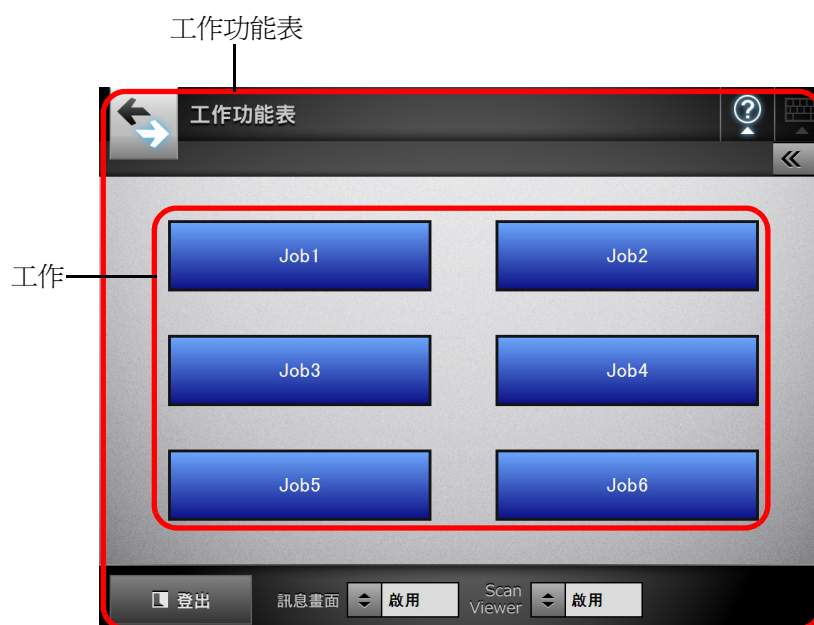 工作功能表
工作功能表
工作
Job1
Job2
Job3
Job4
Job5
Job6
登出
訊息畫面
啟用
Scan
Viewer
啟用